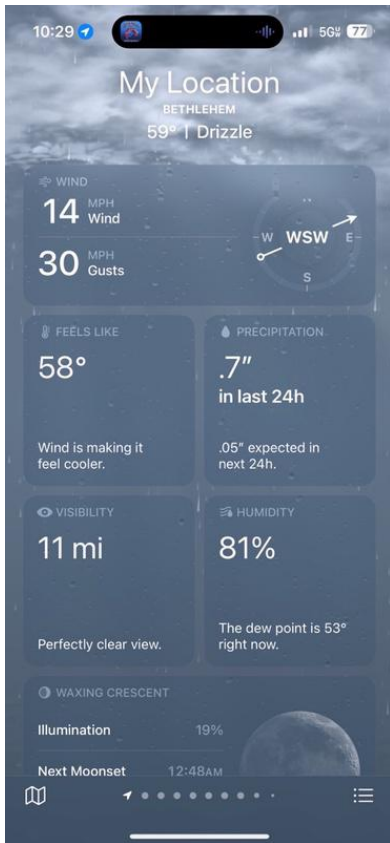 10:29
5G
77
My Location
BETHLEHEM
59° | Drizzle
WIND
14 MPH Wind
30 MPH Gusts
W WSW E
S
FEELS LIKE
58°
Wind is making it
feel cooler.
PRECIPITATION
.7"
in last 24h
.05" expected in
next 24h.
VISIBILITY
11 mi
Perfectly clear view.
HUMIDITY
81%
The dew point is 53°
right now.
WAXING CRESCENT
Illumination 19%
Next Moonset 12:48AM